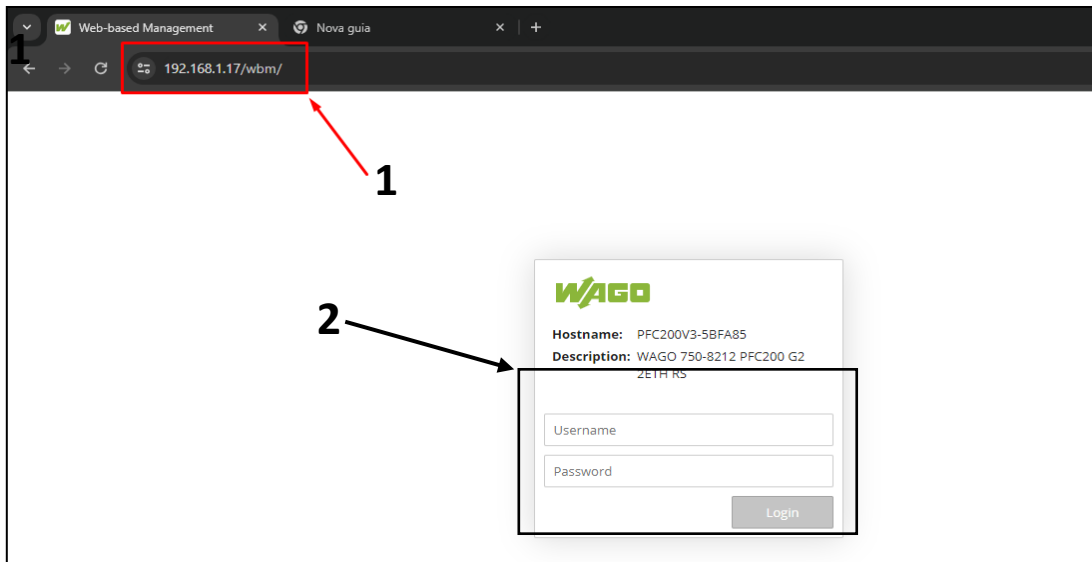 Web-based Management
Nova guia
1
192.168.1.17/wbm/
1
WAGO
2
Hostname: PFC200V3-5BFA85
Description: WAGO 750-8212 PFC200 G2
2ETH RS
Username
Password
Login